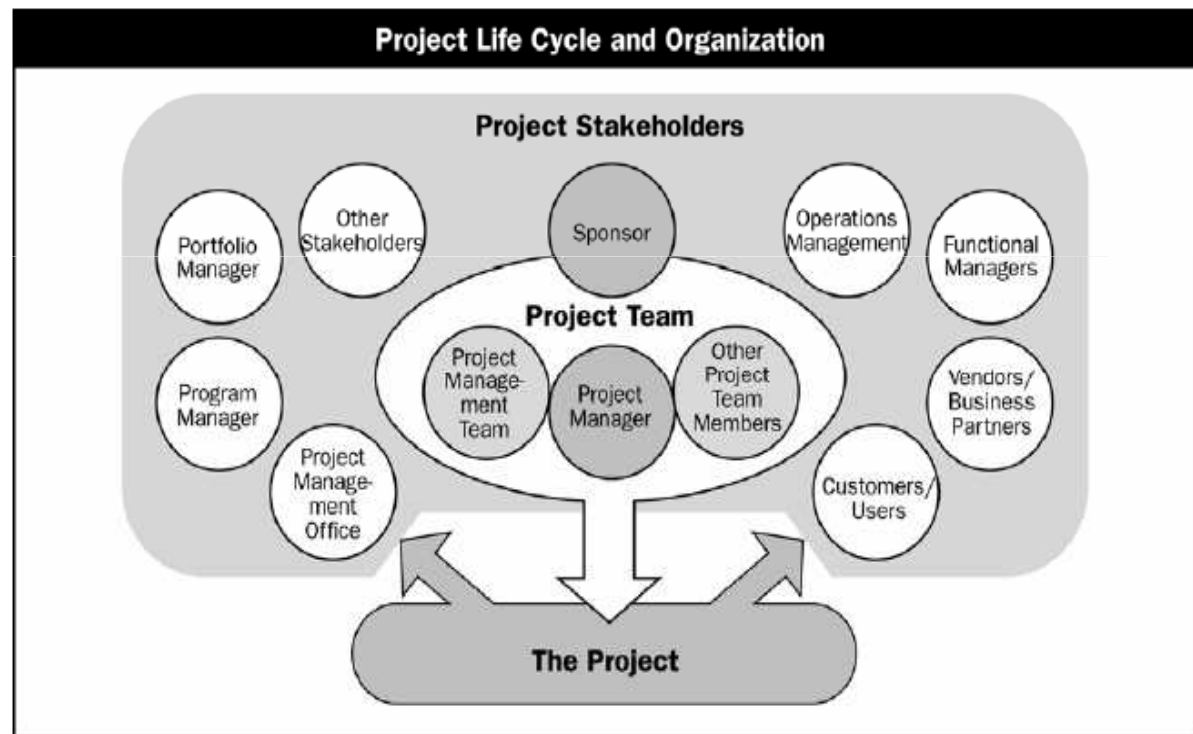 Project Life Cycle and Organization
Project Stakeholders
Portfolio
Manager
Other
Stakeholders
Sponsor
Operations
Management
Functional
Managers
Project Team
Program
Manager
Project
Manage-
ment
Team
Project
Manager
Other
Project
Team
Members
Vendors/
Business
Partners
Project
Manage-
ment
Office
Customers/
Users
The Project